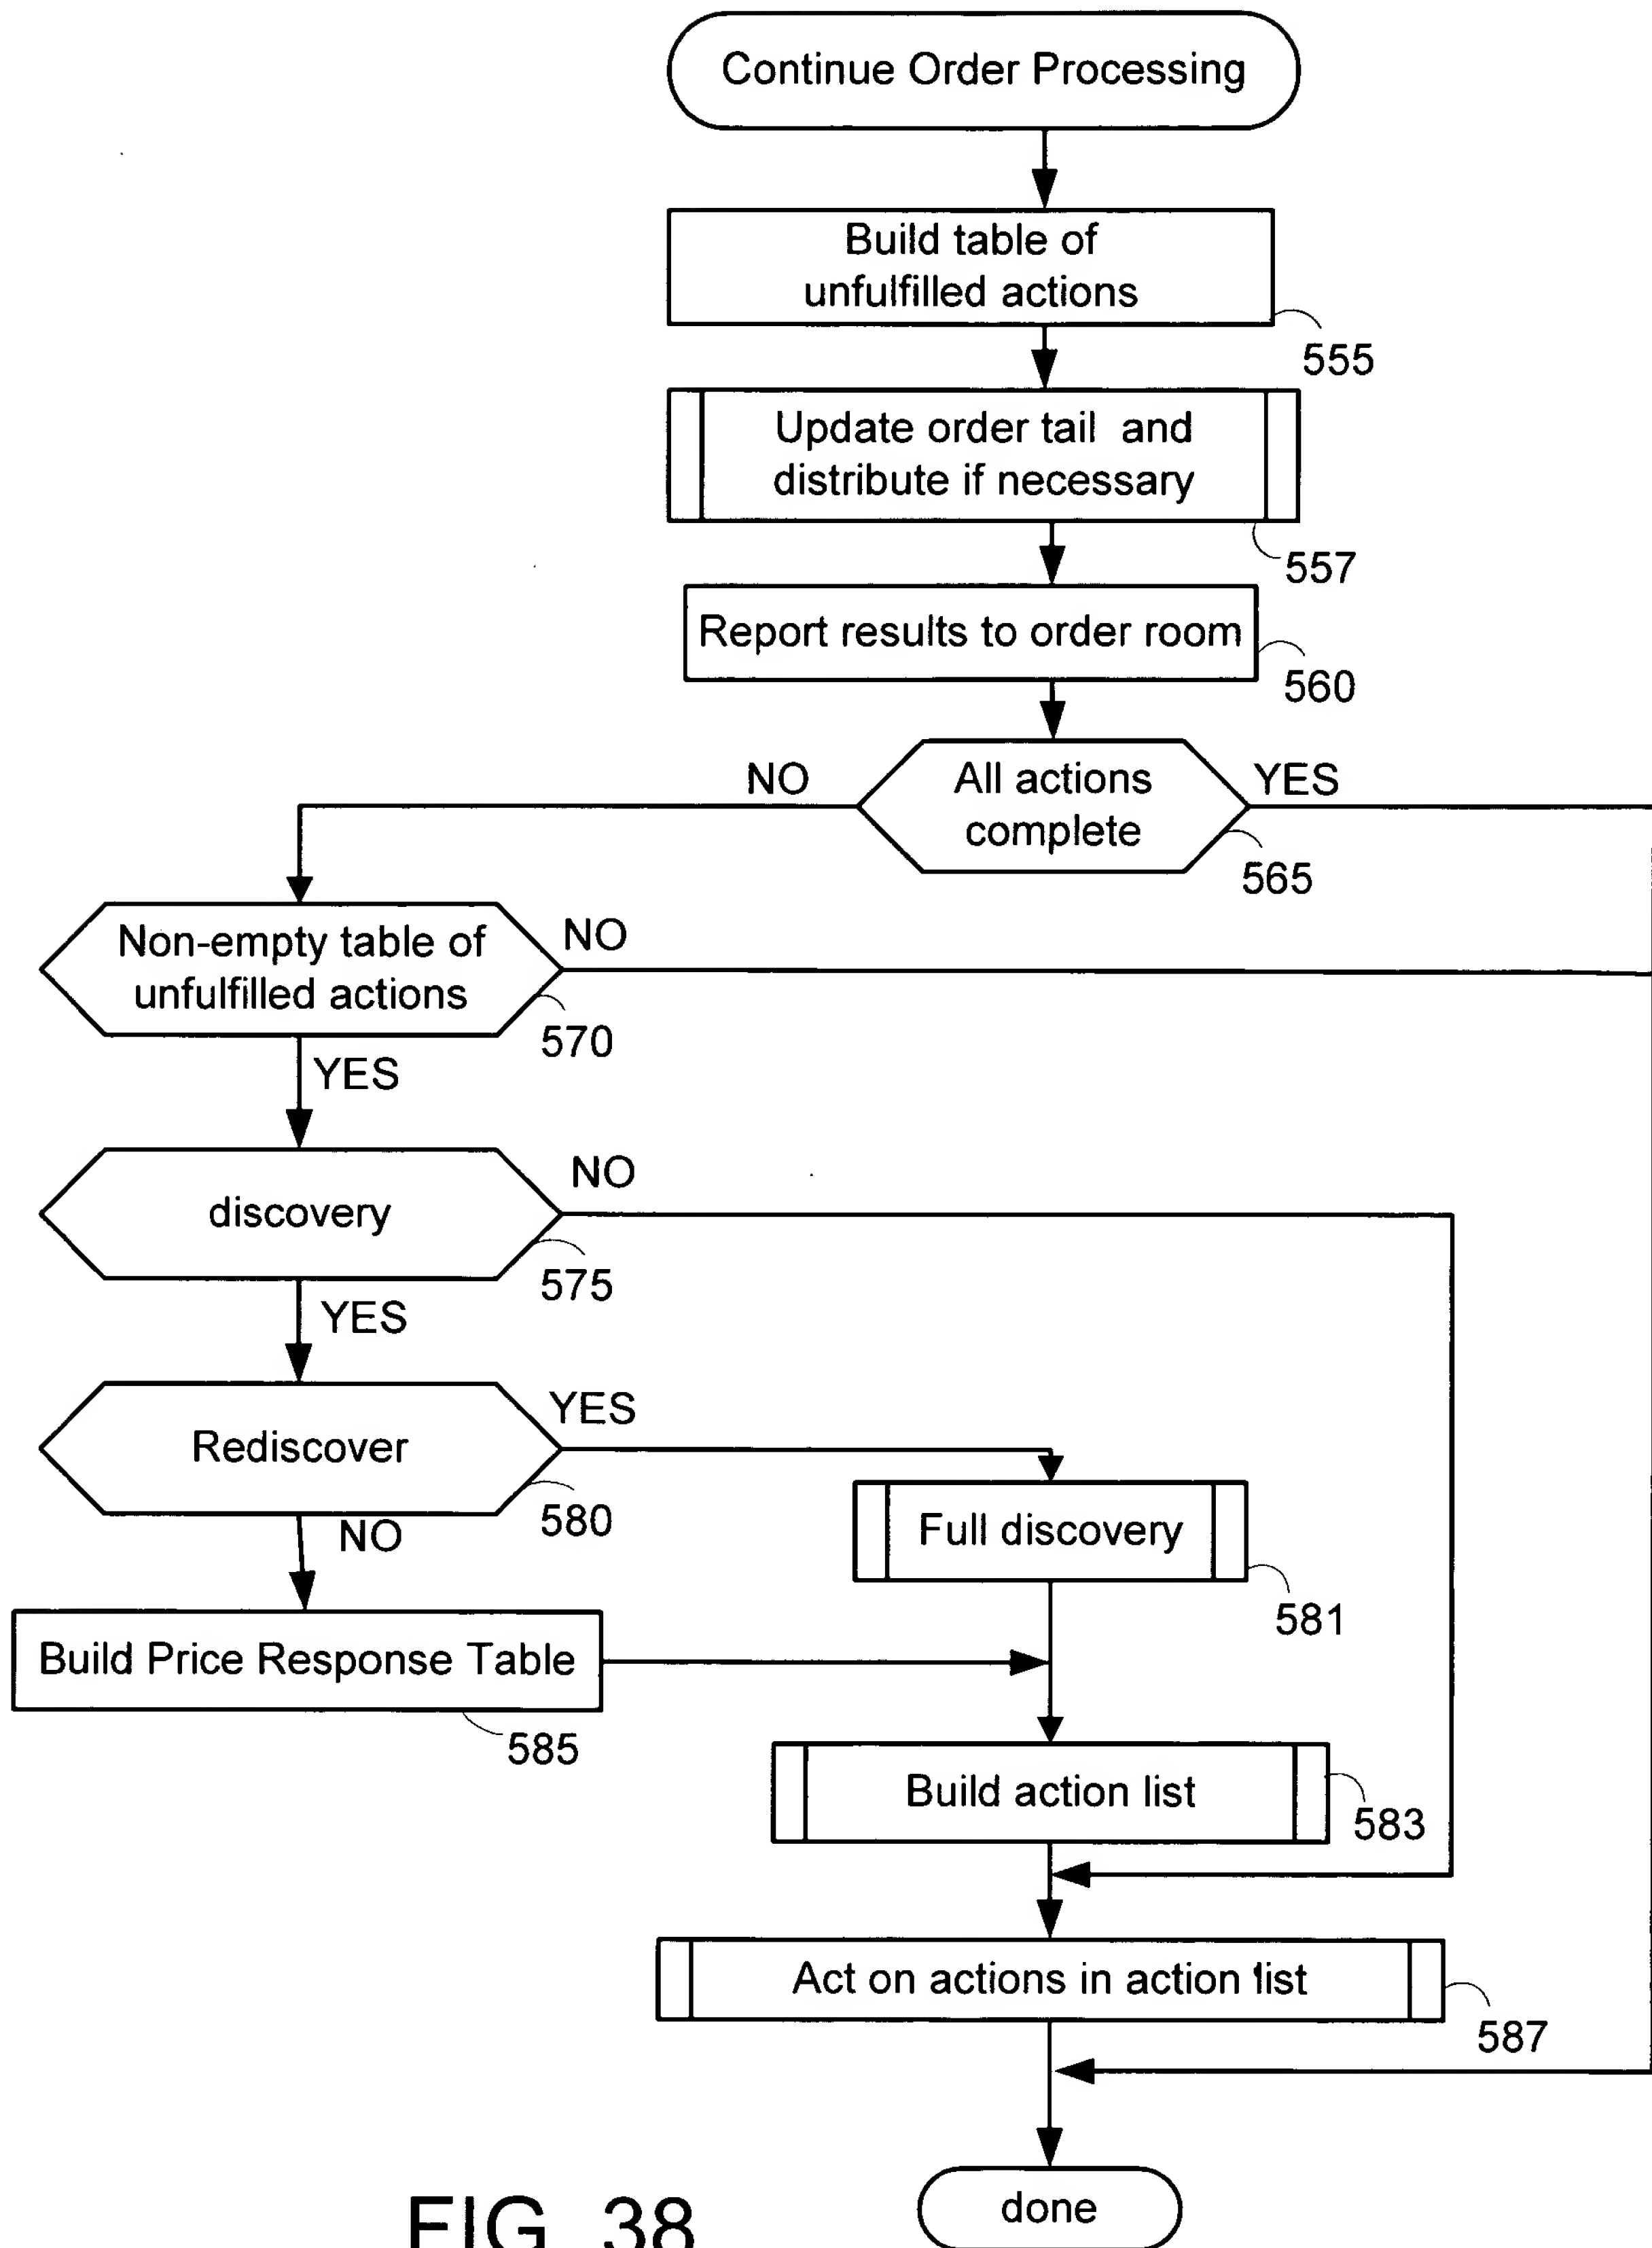 Continue Order Processing
Build table of
unfulfilled actions
555
Update order tail and
distribute if necessary
557
Report results to order room
560
NO
All actions
complete
YES
565
Non-empty table of
unfulfilled actions
NO
570
YES
discovery
NO
575
YES
Rediscover
YES
580
NO
Full discovery
581
Build Price Response Table
585
Build action list
583
Act on actions in action list
587
done
FIG. 38